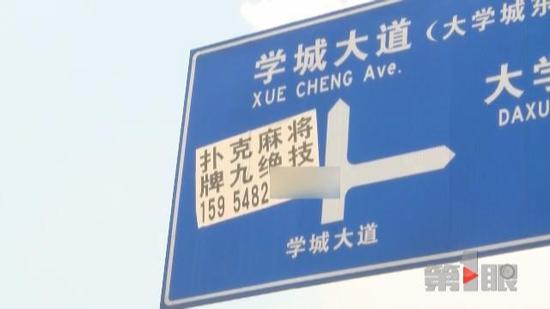 学城大道（大学城东
XUE CHENG Ave.
大学
DAXU
扑克麻将
牌九绝技
159 5482
学城大道
第1眼